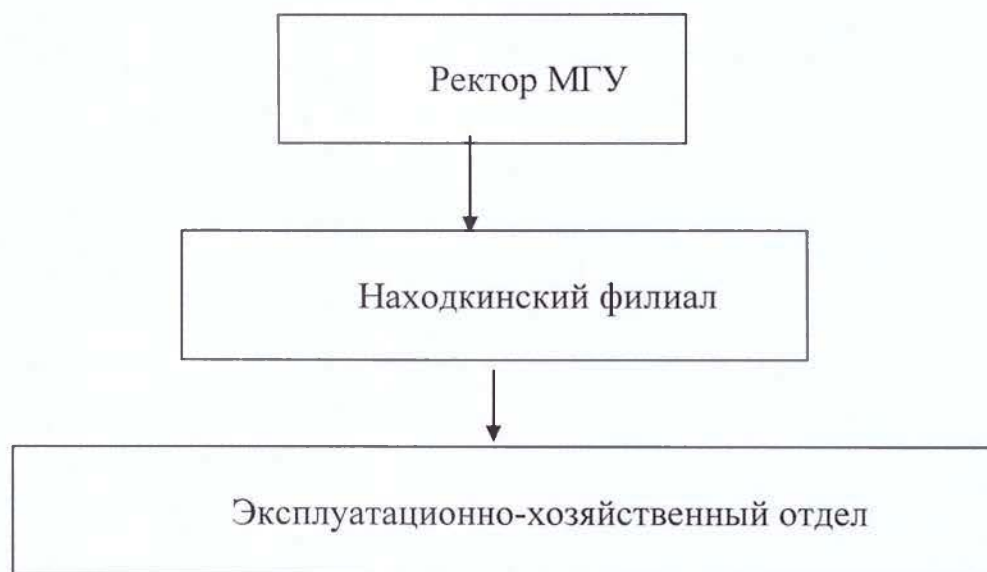 Ректор МГУ
Находкинский филиал
Эксплуатационно-хозяйственный отдел